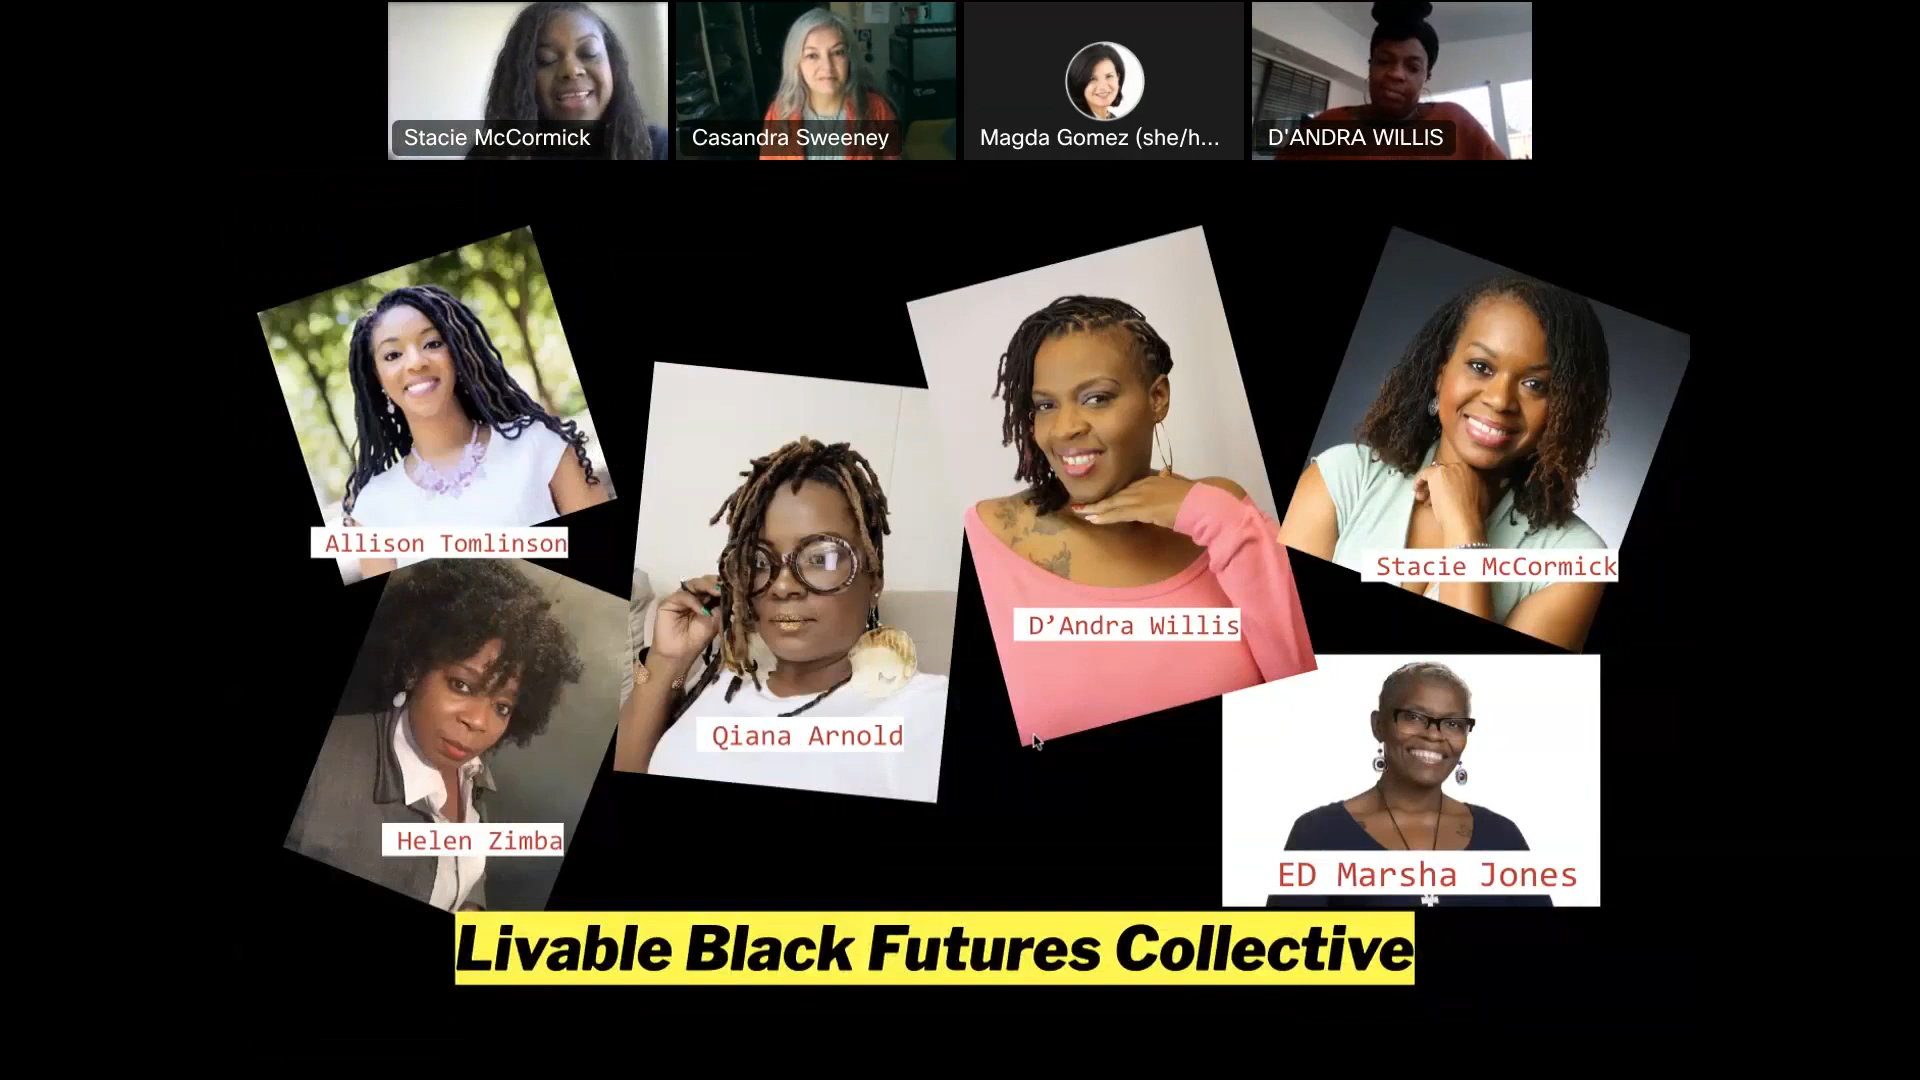 Stacie McCormick
Casandra Sweeney
Magda Gomez (she/h...
D'ANDRA WILLIS
Allison Tomlinson
Stacie McCormick
D’Andra Willis
Qiana Arnold
Helen Zimba
ED Marsha Jones
Livable Black Futures Collective